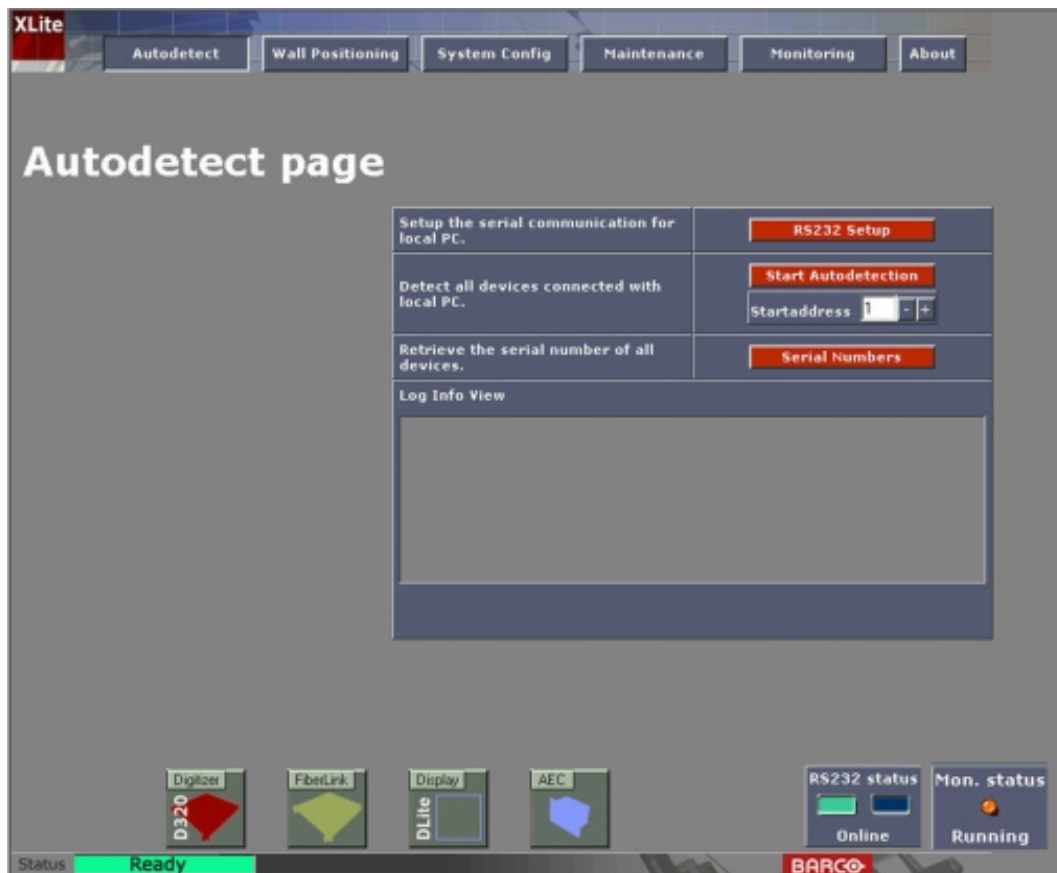 XLite
Autodetect
Wall Positioning
System Config
Maintenance
Monitoring
About
Autodetect page
Setup the serial communication for
local PC.
RS232 Setup
Detect all devices connected with
local PC.
Start Autodetection
Startaddress 1 - +
Retrieve the serial number of all
devices.
Serial Numbers
Log Info View
Digitizer
D320
FiberLink
Display
DLite
AEC
RS232 status
Online
Mon. status
Running
Status
Ready
BARCO